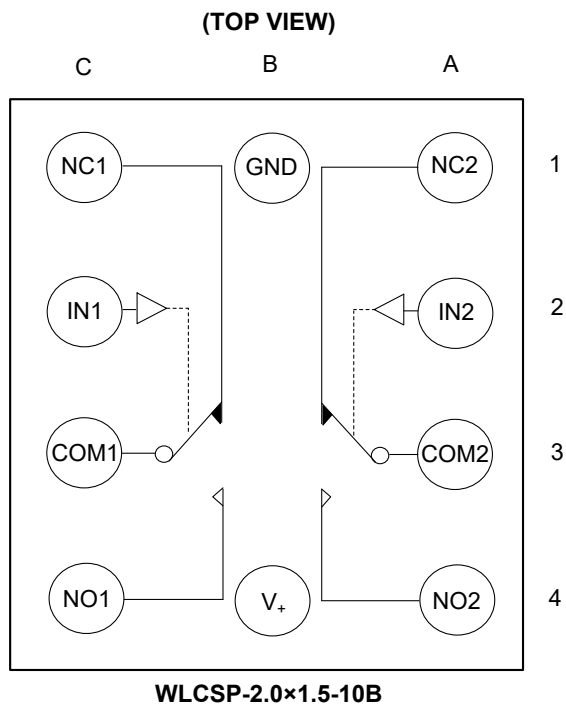 (TOP VIEW)
C B A
NC1 GND NC2 1
IN1 IN2 2
COM1 COM2 3
NO1 V+ NO2 4
WLCSP-2.0×1.5-10B